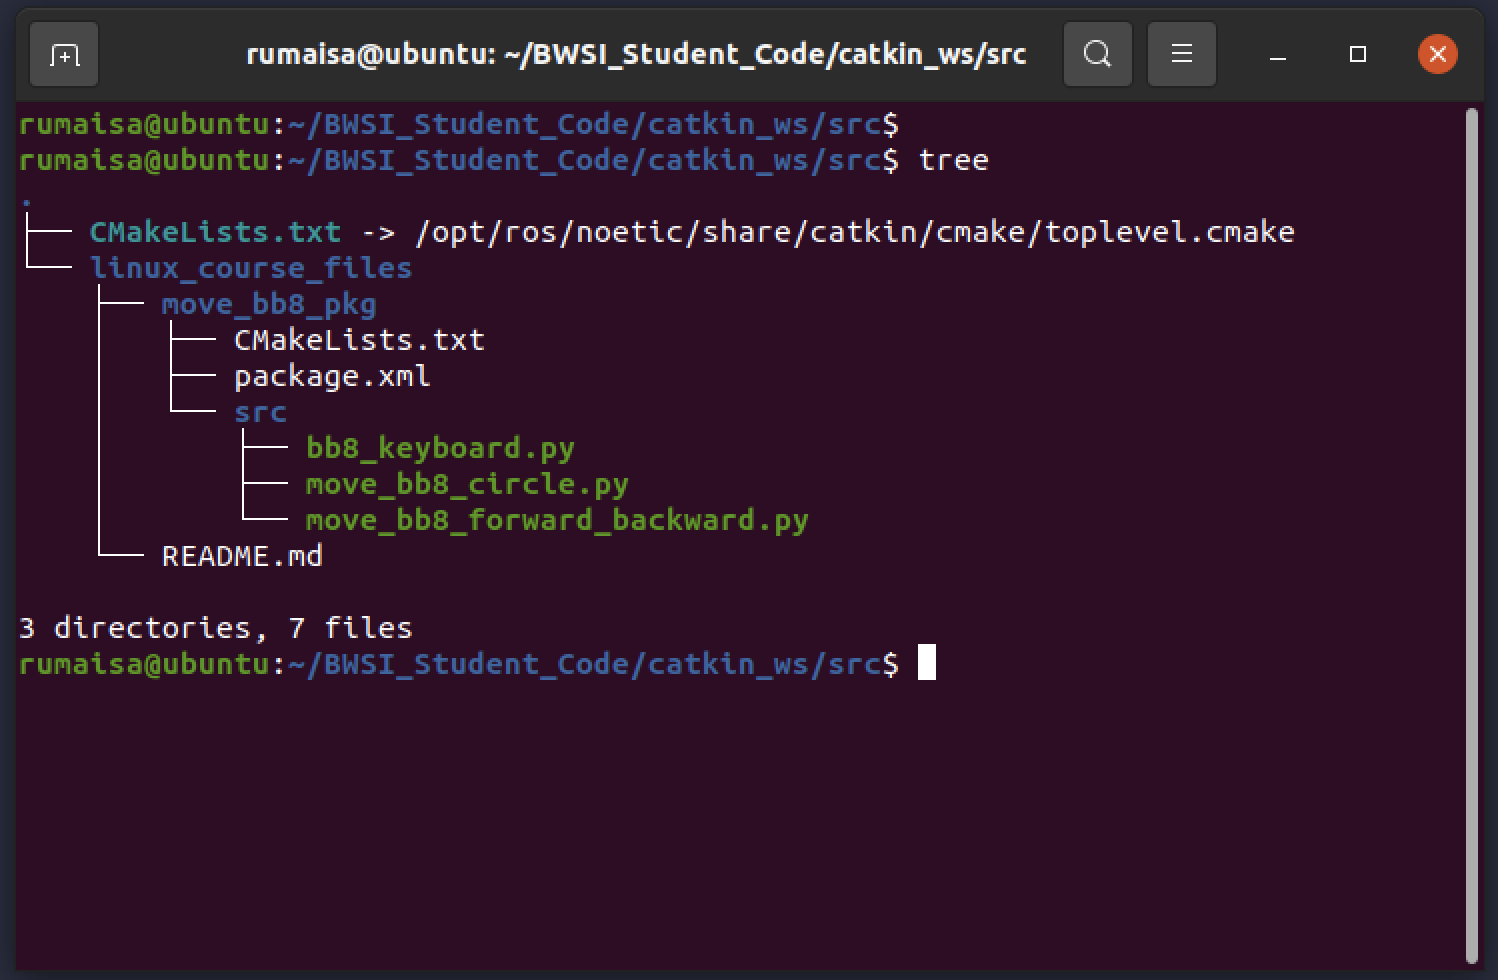 rumaisa@ubuntu: ~/BWSI_Student_Code/catkin_ws/src
rumaisa@ubuntu:~/BWSI_Student_Code/catkin_ws/src$
rumaisa@ubuntu:~/BWSI_Student_Code/catkin_ws/src$ tree
.
├── CMakeLists.txt -> /opt/ros/noetic/share/catkin/cmake/toplevel.cmake
└── linux_course_files
    ├── move_bb8_pkg
    │   ├── CMakeLists.txt
    │   ├── package.xml
    │   └── src
    │       ├── bb8_keyboard.py
    │       ├── move_bb8_circle.py
    │       └── move_bb8_forward_backward.py
    └── README.md
3 directories, 7 files
rumaisa@ubuntu:~/BWSI_Student_Code/catkin_ws/src$